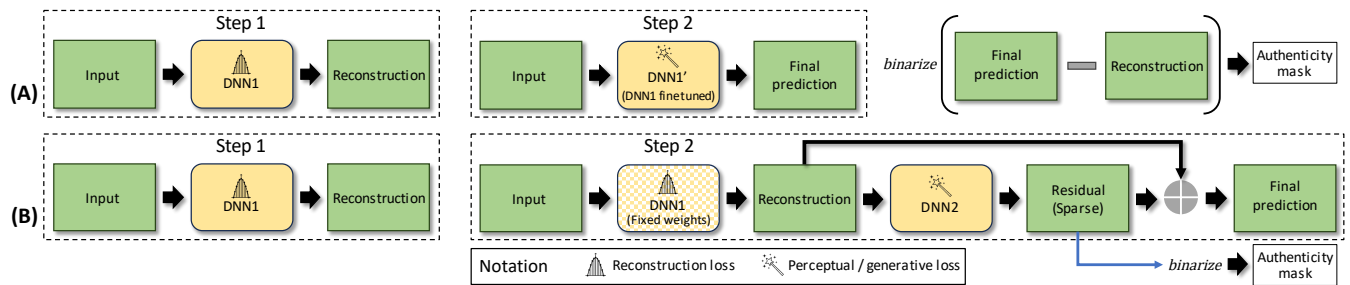 (A)
Step 1
Input
DNN1
Reconstruction
Step 2
Input
DNN1’
(DNN1 finetuned)
Final
prediction
binarize
Final
prediction
Reconstruction
Authenticity
mask
(B)
Step 1
Input
DNN1
Reconstruction
Step 2
Input
DNN1
(Fixed weights)
Reconstruction
DNN2
Residual
(Sparse)
Final
prediction
Notation
Reconstruction loss
Perceptual / generative loss
binarize
Authenticity
mask